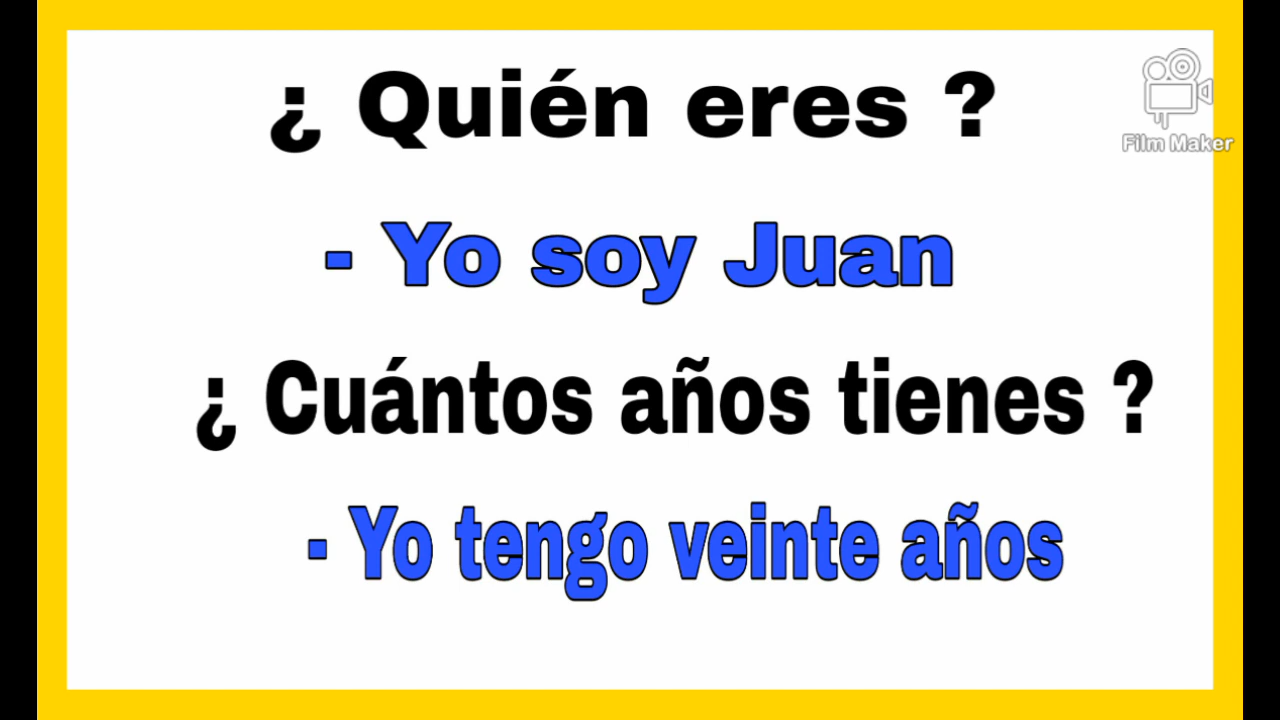 ¿ Quién eres ?
Film Maker
- Yo soy Juan
¿ Cuántos años tienes ?
- Yo tengo veinte años